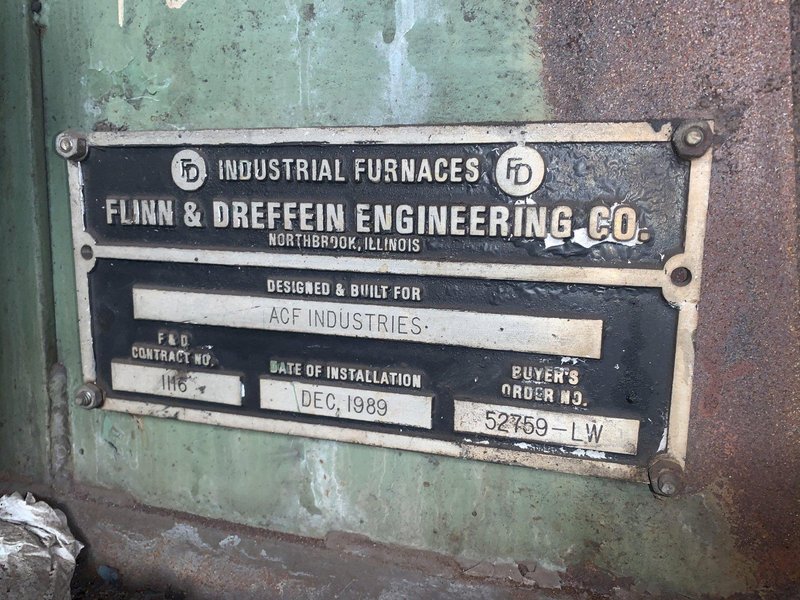 FD INDUSTRIAL FURNACES FD
FLINN & DREFFEIN ENGINEERING CO.
NORTHBROOK, ILLINOIS
DESIGNED & BUILT FOR
ACF INDUSTRIES
F & D
CONTRACT NO.
1116
DATE OF INSTALLATION
DEC. 1989
BUYER'S
ORDER NO.
52759-LW